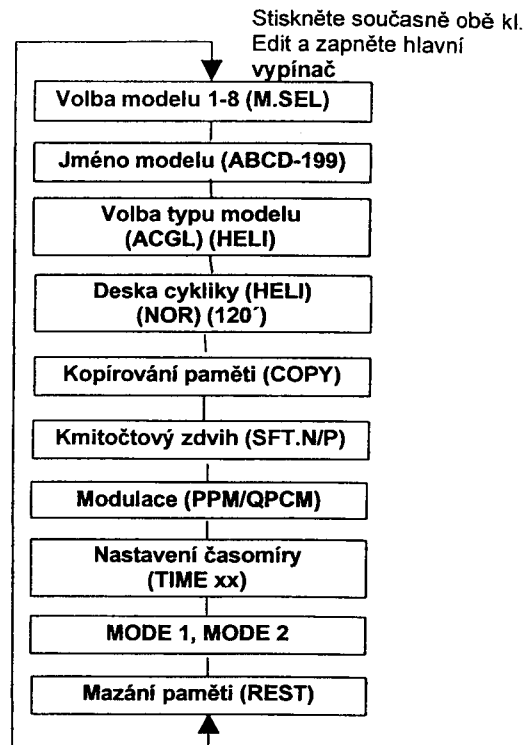 Stiskněte současně obě kl.
Edit a zapněte hlavní
vypínač
Volba modelu 1-8 (M.SEL)
Jméno modelu (ABCD-199)
Volba typu modelu
(ACGL) (HELI)
Deska cykliky (HELI)
(NOR) (120´)
Kopírování paměti (COPY)
Kmitočtový zdvih (SFT.N/P)
Modulace (PPM/QPCM)
Nastavení časomíry
(TIME xx)
MODE 1, MODE 2
Mazání paměti (REST)